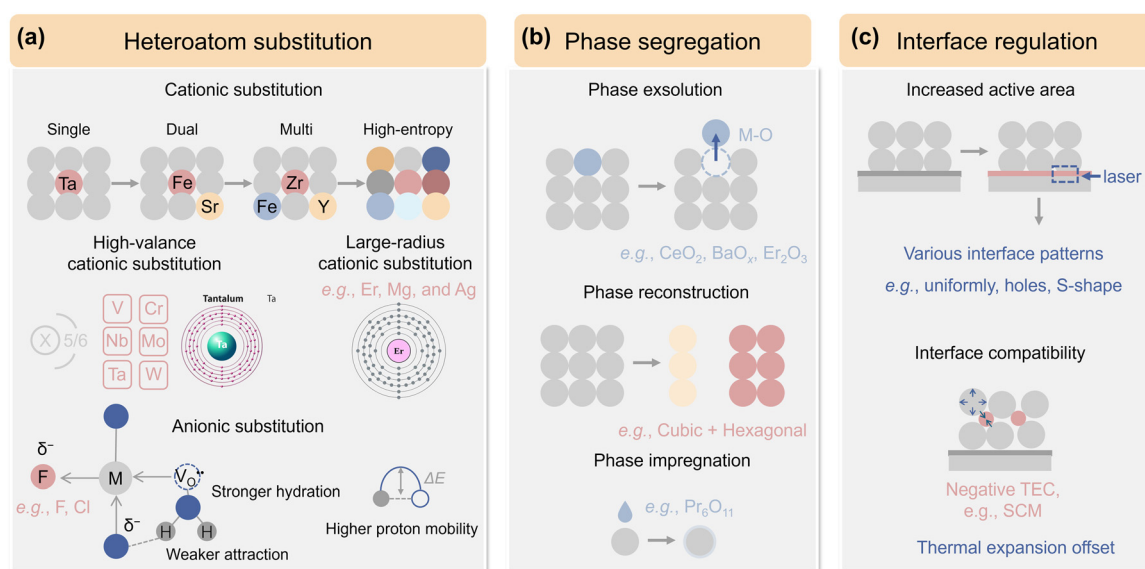 (a) Heteroatom substitution
Cationic substitution
Single Dual Multi High-entropy
Ta Fe Sr Zr Fe Y
High-valance
cationic substitution
V Cr
X 5/6 Nb Mo
Ta W
Tantalum Ta
Ta
Large-radius
cationic substitution
e.g., Er, Mg, and Ag
Er
Anionic substitution
δ−
F M VO••
e.g., F, Cl
Stronger hydration
δ−
H H
Weaker attraction
ΔE
Higher proton mobility
(b) Phase segregation
Phase exsolution
M-O
e.g., CeO2, BaOx, Er2O3
Phase reconstruction
e.g., Cubic + Hexagonal
Phase impregnation
e.g., Pr6O11
(c) Interface regulation
Increased active area
laser
Various interface patterns
e.g., uniformly, holes, S-shape
Interface compatibility
Negative TEC,
e.g., SCM
Thermal expansion offset